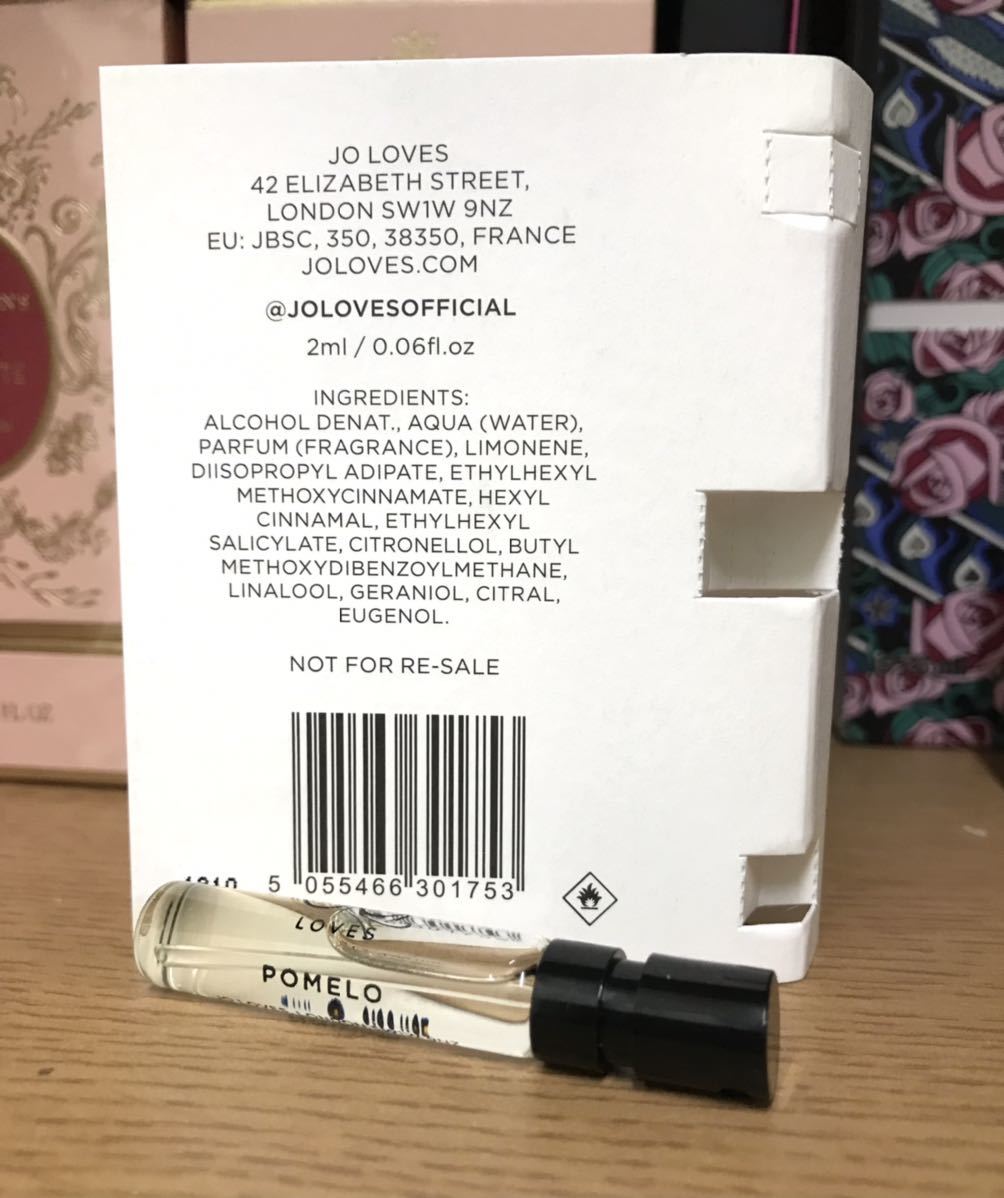 JO LOVES
42 ELIZABETH STREET,
LONDON SW1W 9NZ
EU: JBSC, 350, 38350, FRANCE
JOLOVES.COM
@JOLOVESOFFICIAL
2ml / 0.06fl.oz
INGREDIENTS:
ALCOHOL DENAT., AQUA (WATER),
PARFUM (FRAGRANCE), LIMONENE,
DIISOPROPYL ADIPATE, ETHYLHEXYL
METHOXYCINNAMATE, HEXYL
CINNAMAL, ETHYLHEXYL
SALICYLATE, CITRONELLOL, BUTYL
METHOXYDIBENZOYLMETHANE,
LINALOOL, GERANIOL, CITRAL,
EUGENOL.
NOT FOR RE-SALE
5 055466 301753
LOVES
POMELO